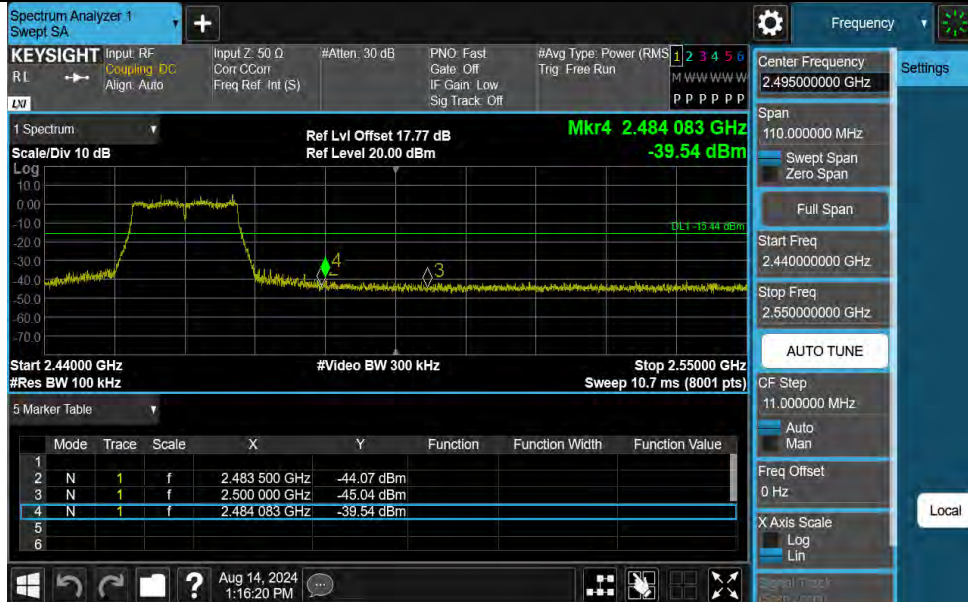 Spectrum Analyzer 1
Swept SA
+
Frequency
KEYSIGHT
RL
LXI
Input: RF
Coupling: DC
Align: Auto
Input Z: 50 Ω
Corr CCorr
Freq Ref: Int (S)
#Atten: 30 dB
PNO: Fast
Gate: Off
IF Gain: Low
Sig Track: Off
#Avg Type: Power (RMS
Trig: Free Run
1 2 3 4 5 6
M W W W W W
P P P P P P
1 Spectrum
Scale/Div 10 dB
Ref Lvl Offset 17.77 dB
Ref Level 20.00 dBm
Mkr4 2.484 083 GHz
-39.54 dBm
Log
10.0
0.00
-10.0
-20.0
-30.0
-40.0
-50.0
-60.0
-70.0
DL1 -15.44 dBm
4
2
3
Start 2.44000 GHz
#Res BW 100 kHz
#Video BW 300 kHz
Stop 2.55000 GHz
Sweep 10.7 ms (8001 pts)
5 Marker Table
Mode Trace Scale X Y Function Function Width Function Value
1
2 N 1 f 2.483 500 GHz -44.07 dBm
3 N 1 f 2.500 000 GHz -45.04 dBm
4 N 1 f 2.484 083 GHz -39.54 dBm
5
6
?
Aug 14, 2024
1:16:20 PM
Center Frequency
2.495000000 GHz
Span
110.000000 MHz
Swept Span
Zero Span
Full Span
Start Freq
2.440000000 GHz
Stop Freq
2.550000000 GHz
AUTO TUNE
CF Step
11.000000 MHz
Auto
Man
Freq Offset
0 Hz
X Axis Scale
Log
Lin
Signal Track
(Span Zoom)
Settings
Local